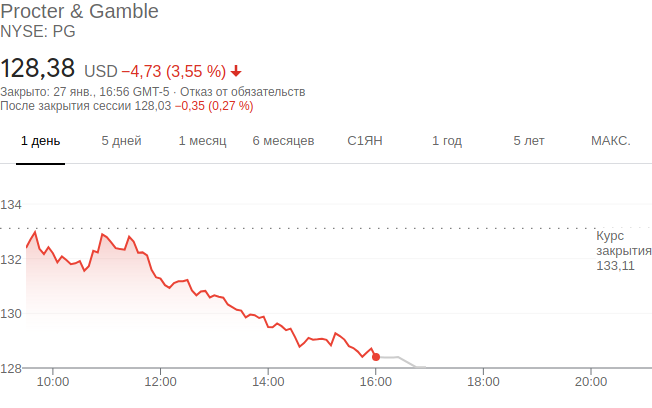 Procter & Gamble
NYSE: PG
128,38 USD −4,73 (3,55 %)
Закрыто: 27 янв., 16:56 GMT-5 · Отказ от обязательств
После закрытия сессии 128,03 −0,35 (0,27 %)
1 день 5 дней 1 месяц 6 месяцев С1ЯН 1 год 5 лет МАКС.
134
Курс
закрытия
133,11
132
130
128
10:00 12:00 14:00 16:00 18:00 20:00